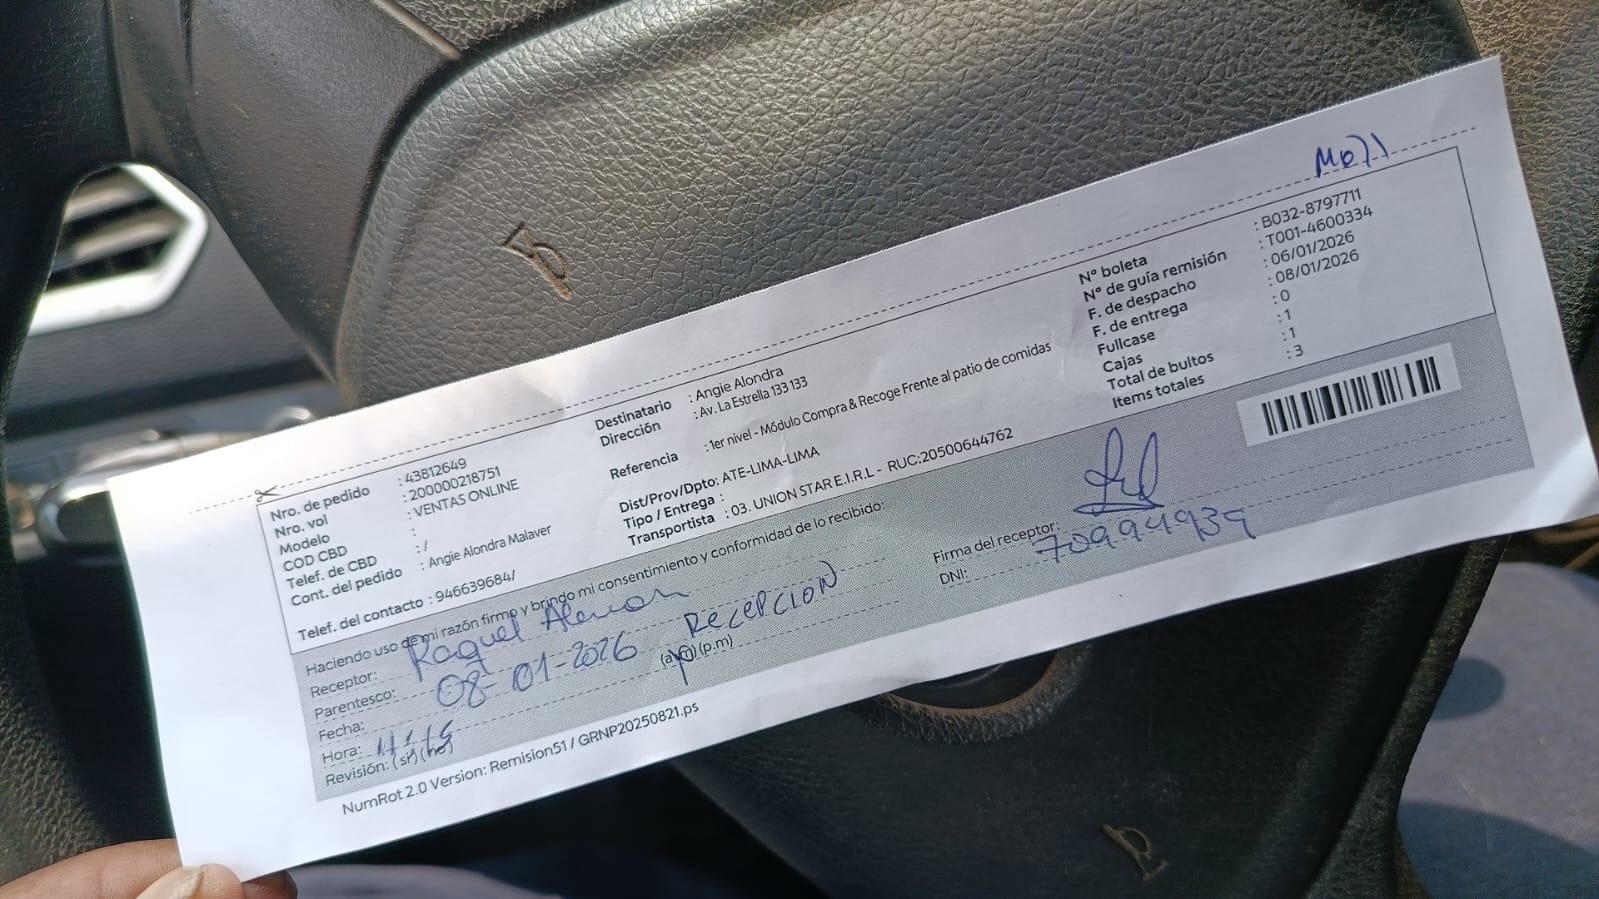 Mall
Nro. de pedido : 43812649
Nro. vol : 200000218751
Modelo : VENTAS ONLINE
COD CBD :
Telef. de CBD : /
Cont. del pedido : Angie Alondra Malaver
Telef. del contacto : 946639684/
Destinatario : Angie Alondra
Dirección : Av. La Estrella 133 133
Referencia : 1er nivel - Módulo Compra & Recoge Frente al patio de comidas
Dist/Prov/Dpto: ATE-LIMA-LIMA
Tipo / Entrega :
Transportista : 03. UNION STAR E.I.R.L - RUC:20500644762
N° boleta : B032-8797711
N° de guía remisión : T001-4600334
F. de despacho : 06/01/2026
F. de entrega : 08/01/2026
Fullcase : 0
Cajas : 1
Total de bultos : 1
Items totales : 3
Haciendo uso de mi razón firmo y brindo mi consentimiento y conformidad de lo recibido:
Receptor: Raquel
Parentesco: RECEPCION
Fecha: 08-01-2026
Hora: (a.m) (p.m)
Revisión: (si) (no)
Firma del receptor:
DNI: 70994939
NumRot 2.0 Version: Remision51 / GRNP20250821.ps